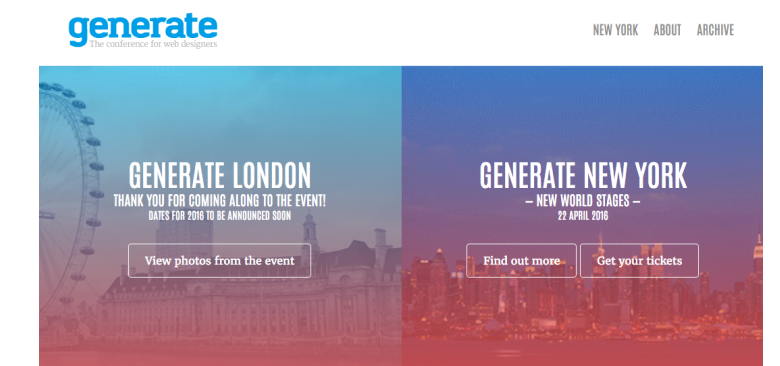 generate
The conference for web designers
NEW YORK ABOUT ARCHIVE
GENERATE LONDON
THANK YOU FOR COMING ALONG TO THE EVENT!
DATES FOR 2016 TO BE ANNOUNCED SOON
View photos from the event
GENERATE NEW YORK
– NEW WORLD STAGES –
22 APRIL 2016
Find out more Get your tickets